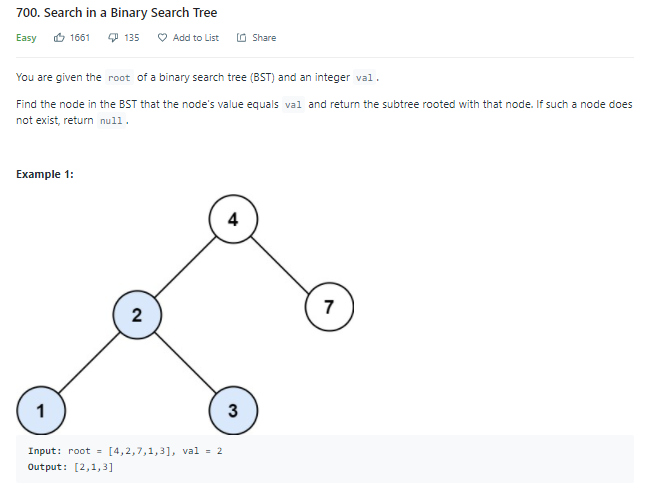 700. Search in a Binary Search Tree
Easy 1661 135 Add to List Share
You are given the root of a binary search tree (BST) and an integer val.
Find the node in the BST that the node's value equals val and return the subtree rooted with that node. If such a node does
not exist, return null.
Example 1:
4
2
7
1
3
Input: root = [4,2,7,1,3], val = 2
Output: [2,1,3]